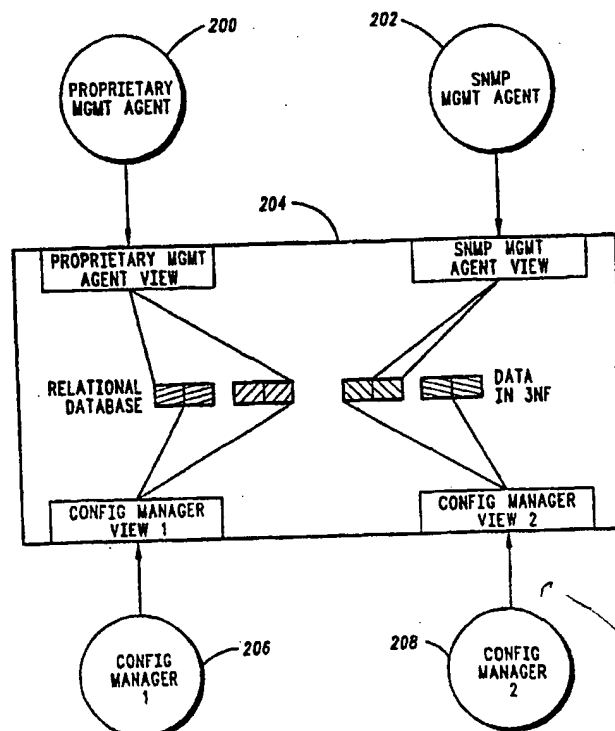 200
202
PROPRIETARY
MGMT AGENT
SNMP
MGMT AGENT
204
PROPRIETARY MGMT
AGENT VIEW
SNMP MGMT
AGENT VIEW
RELATIONAL
DATABASE
DATA
IN 3NF
CONFIG MANAGER
VIEW 1
CONFIG MANAGER
VIEW 2
206
208
CONFIG
MANAGER
1
CONFIG
MANAGER
2